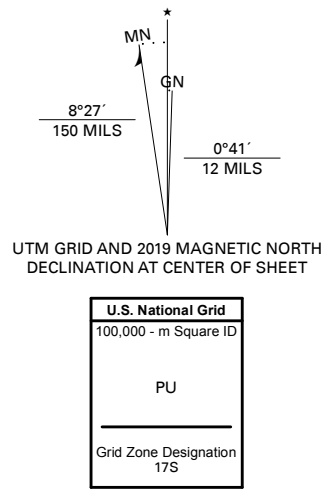 ★
MN
GN
8°27´
150 MILS
0°41´
12 MILS
UTM GRID AND 2019 MAGNETIC NORTH
DECLINATION AT CENTER OF SHEET
U.S. National Grid
100,000 - m Square ID
PU
Grid Zone Designation
17S